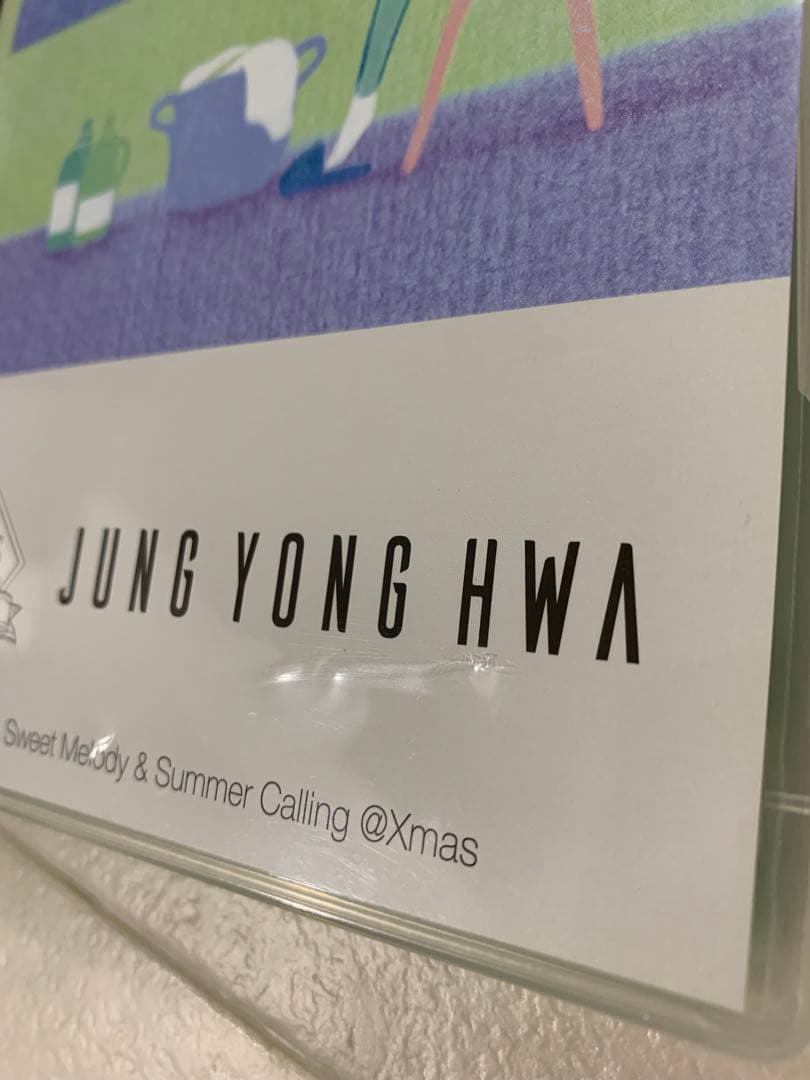 JUNG YONG HWA
Sweet Melody & Summer Calling @Xmas